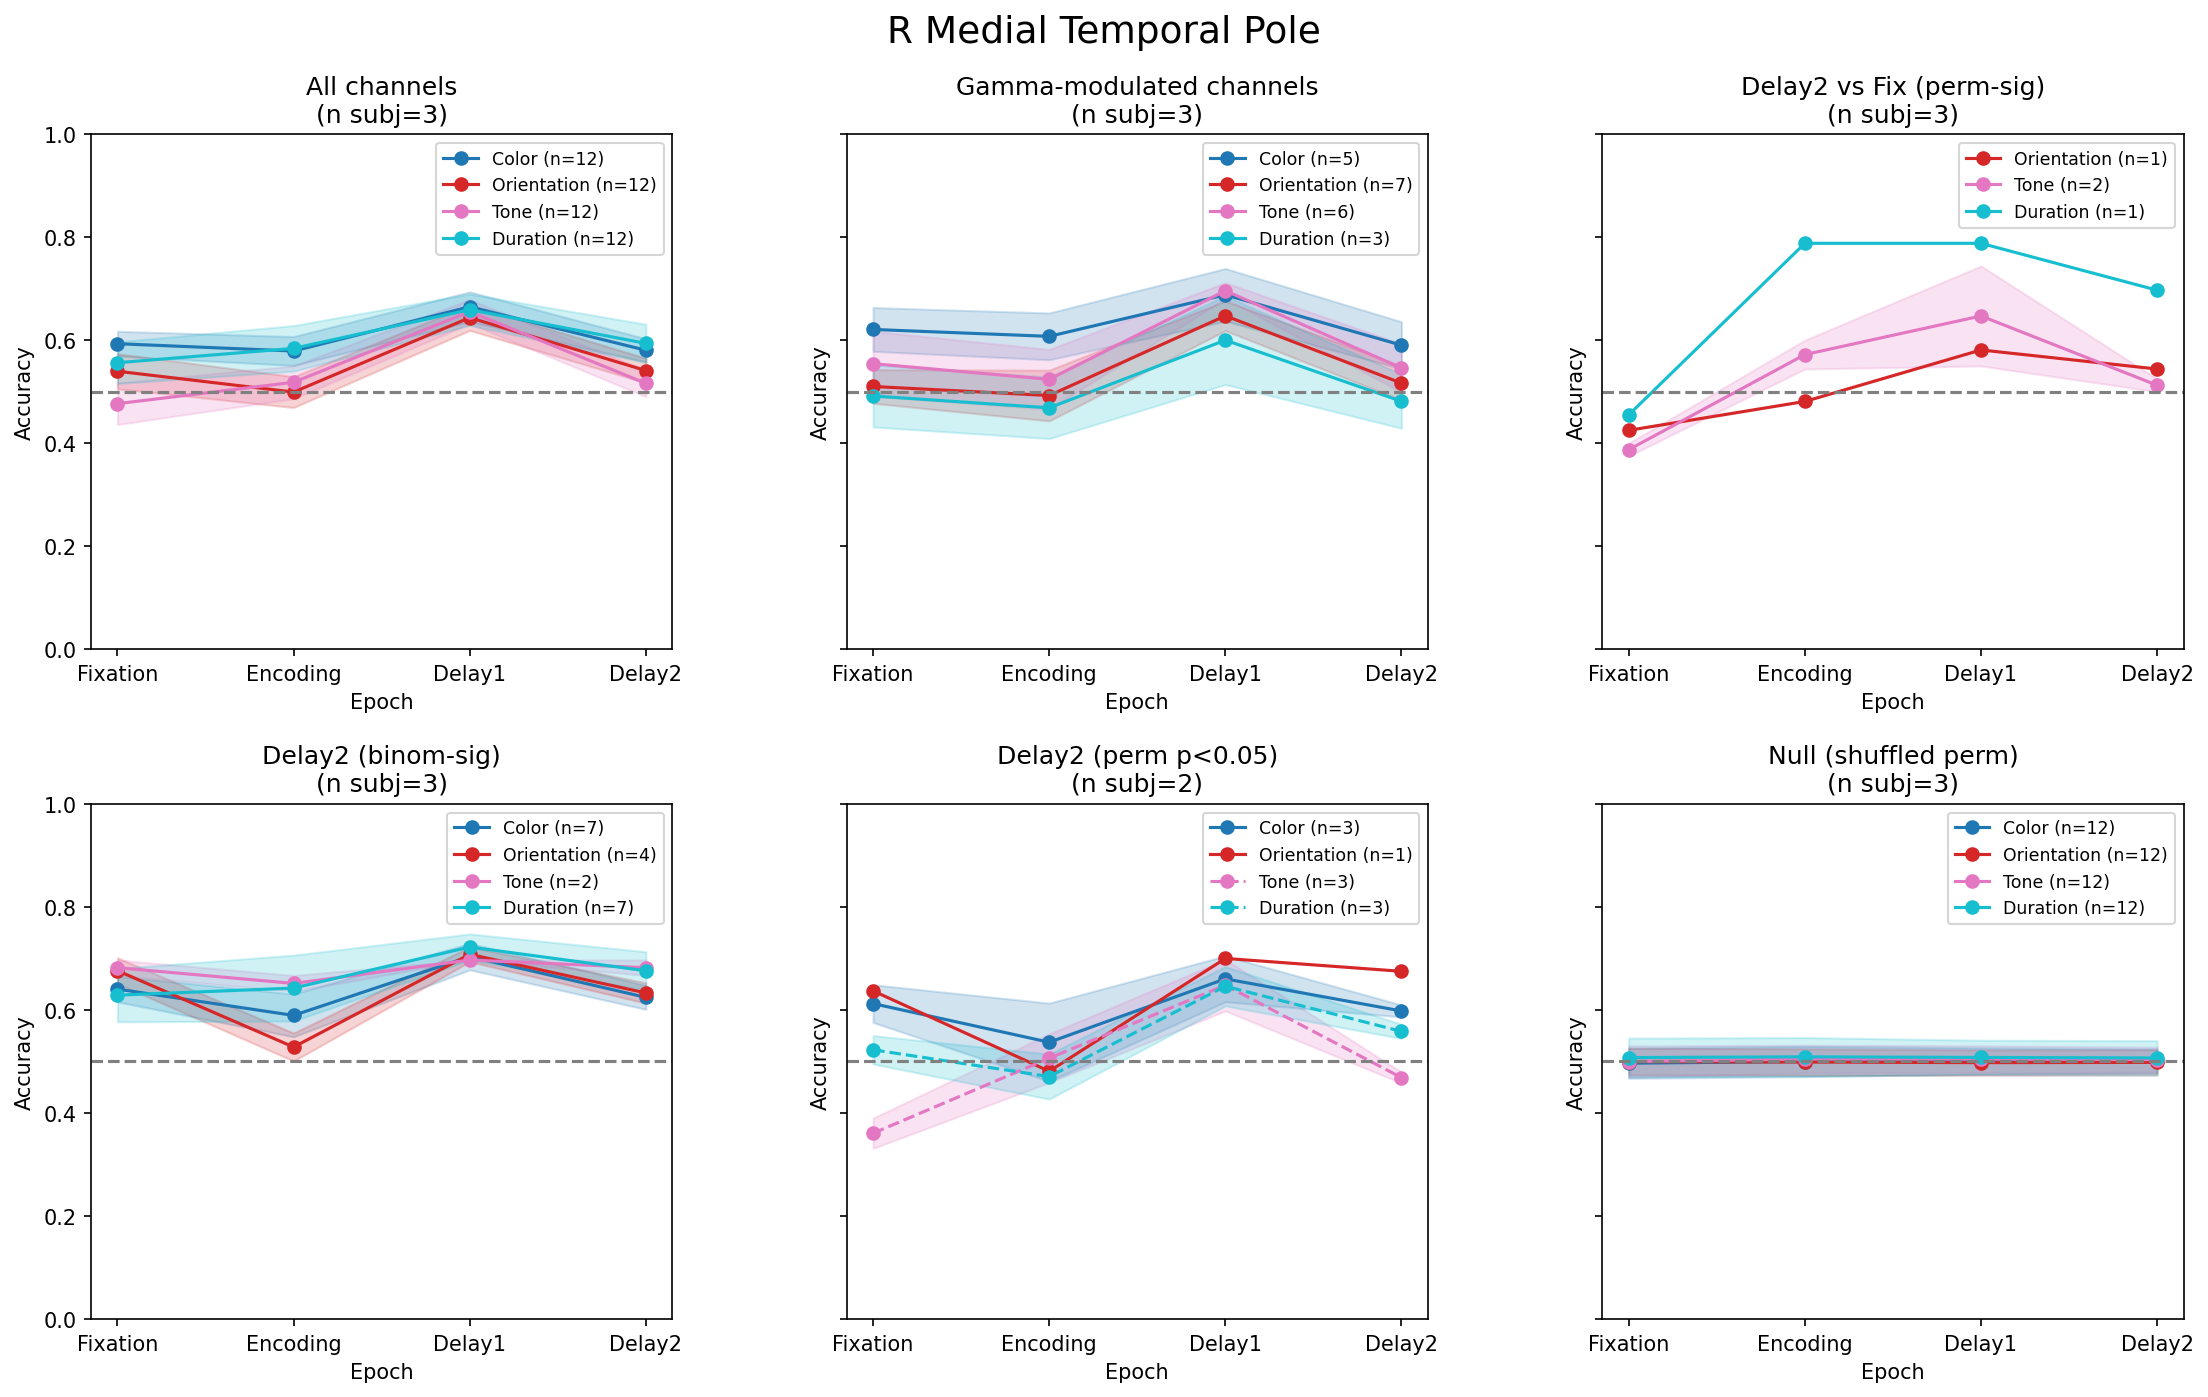 R Medial Temporal Pole
All channels
(n subj=3)
Accuracy
1.0
0.8
0.6
0.4
0.2
0.0
Color (n=12)
Orientation (n=12)
Tone (n=12)
Duration (n=12)
Fixation Encoding Delay1 Delay2
Epoch
Gamma-modulated channels
(n subj=3)
Accuracy
Color (n=5)
Orientation (n=7)
Tone (n=6)
Duration (n=3)
Fixation Encoding Delay1 Delay2
Epoch
Delay2 vs Fix (perm-sig)
(n subj=3)
Accuracy
Orientation (n=1)
Tone (n=2)
Duration (n=1)
Fixation Encoding Delay1 Delay2
Epoch
Delay2 (binom-sig)
(n subj=3)
Accuracy
1.0
0.8
0.6
0.4
0.2
0.0
Color (n=7)
Orientation (n=4)
Tone (n=2)
Duration (n=7)
Fixation Encoding Delay1 Delay2
Epoch
Delay2 (perm p<0.05)
(n subj=2)
Accuracy
Color (n=3)
Orientation (n=1)
Tone (n=3)
Duration (n=3)
Fixation Encoding Delay1 Delay2
Epoch
Null (shuffled perm)
(n subj=3)
Accuracy
Color (n=12)
Orientation (n=12)
Tone (n=12)
Duration (n=12)
Fixation Encoding Delay1 Delay2
Epoch